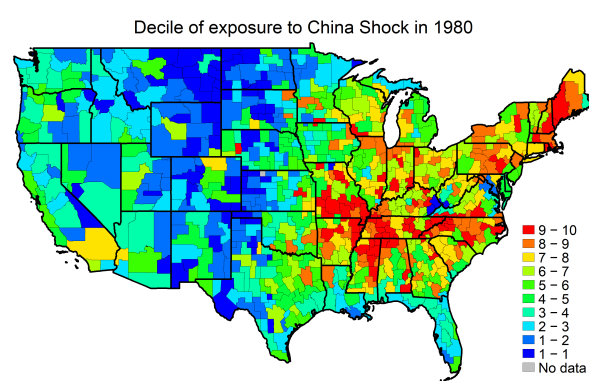 Decile of exposure to China Shock in 1980
9 − 10
8 − 9
7 − 8
6 − 7
5 − 6
4 − 5
3 − 4
2 − 3
1 − 2
1 − 1
No data